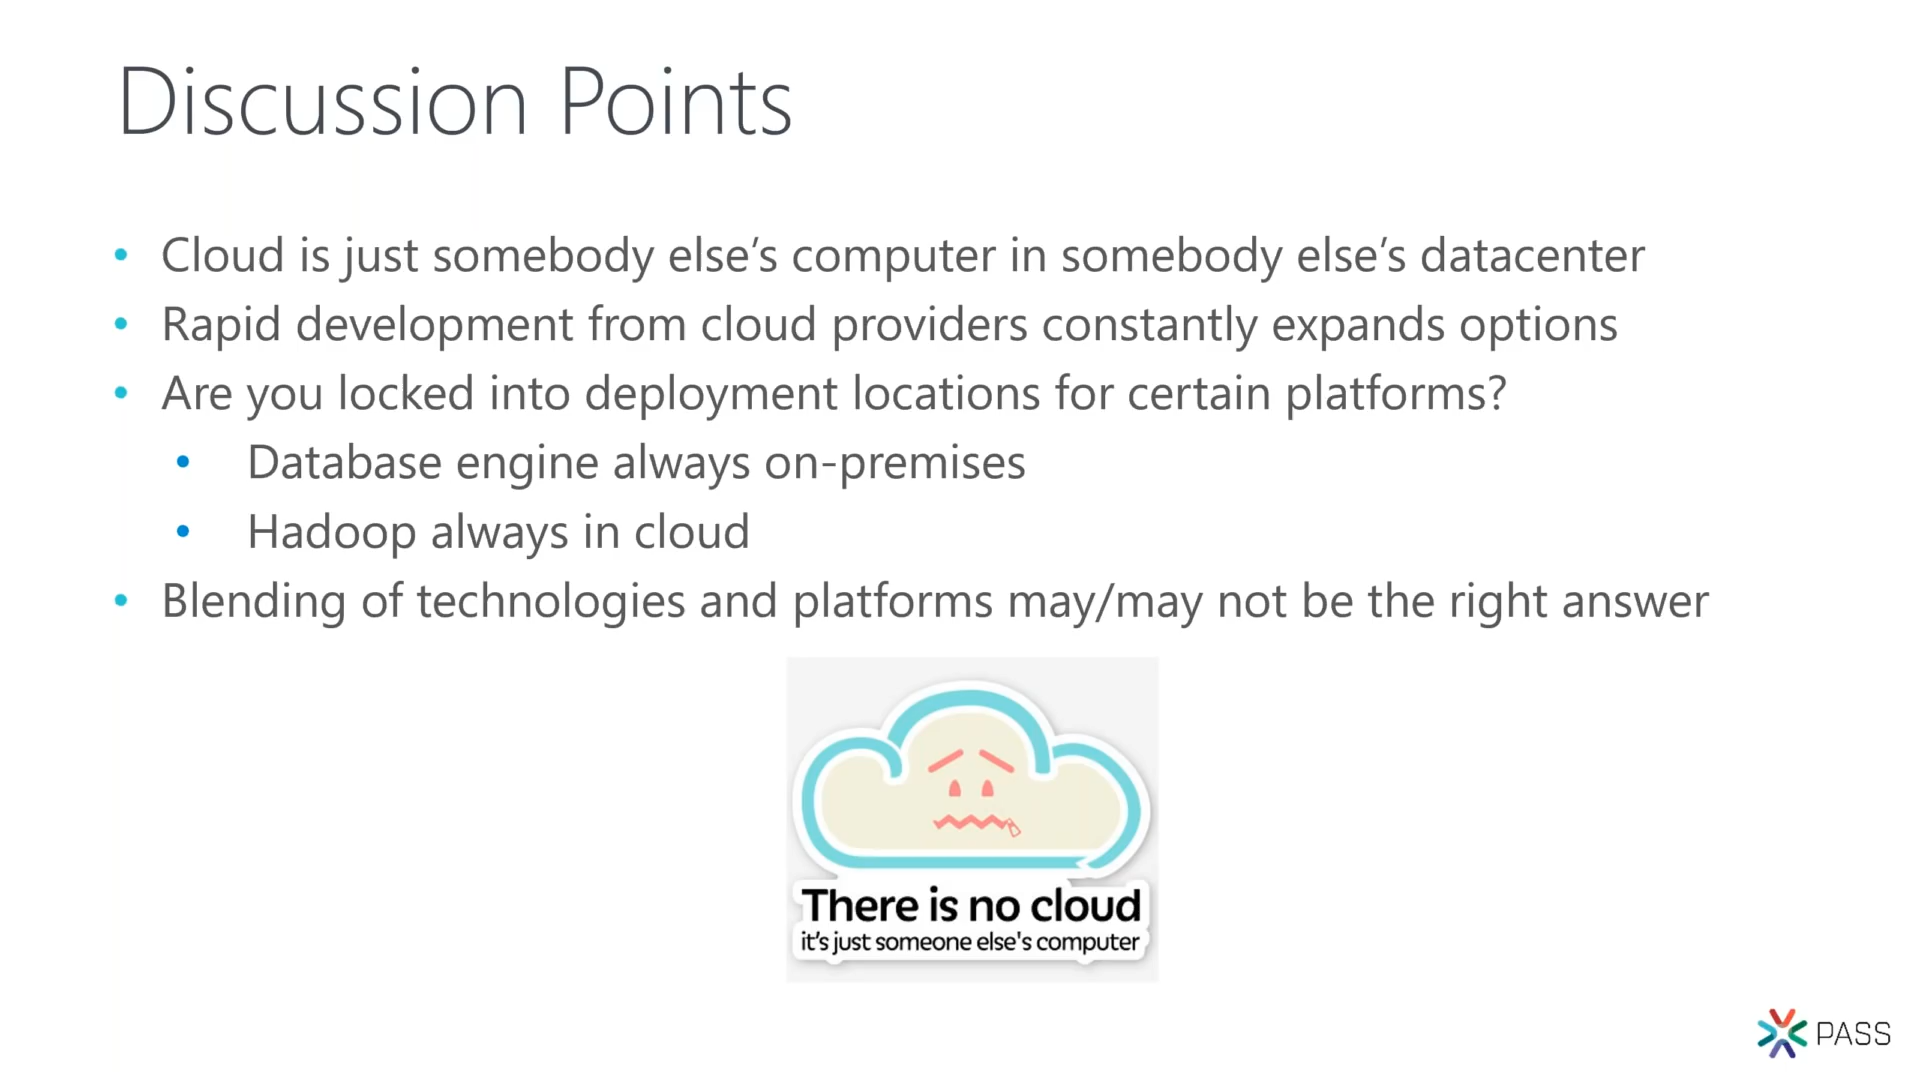 Discussion Points
• Cloud is just somebody else’s computer in somebody else’s datacenter
• Rapid development from cloud providers constantly expands options
• Are you locked into deployment locations for certain platforms?
• Database engine always on-premises
• Hadoop always in cloud
• Blending of technologies and platforms may/may not be the right answer
There is no cloud
it's just someone else's computer
PASS